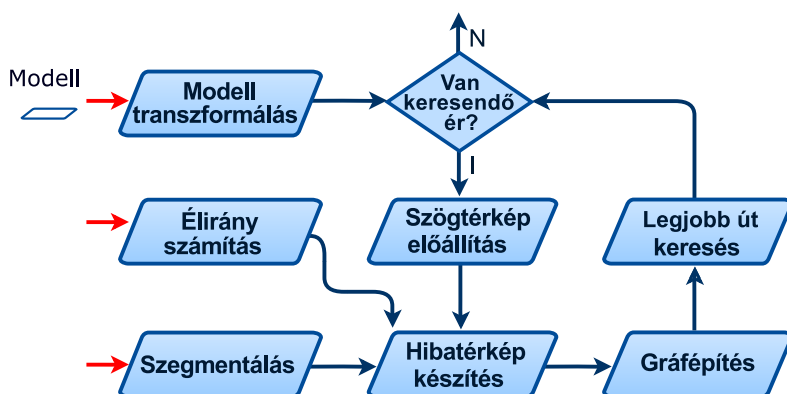 N
Modell
Modell
transzformálás
Van
keresendő
ér?
I
Élirány
számítás
Szögtérkép
előállítás
Legjobb út
keresés
Szegmentálás
Hibatérkép
készítés
Gráfépítés